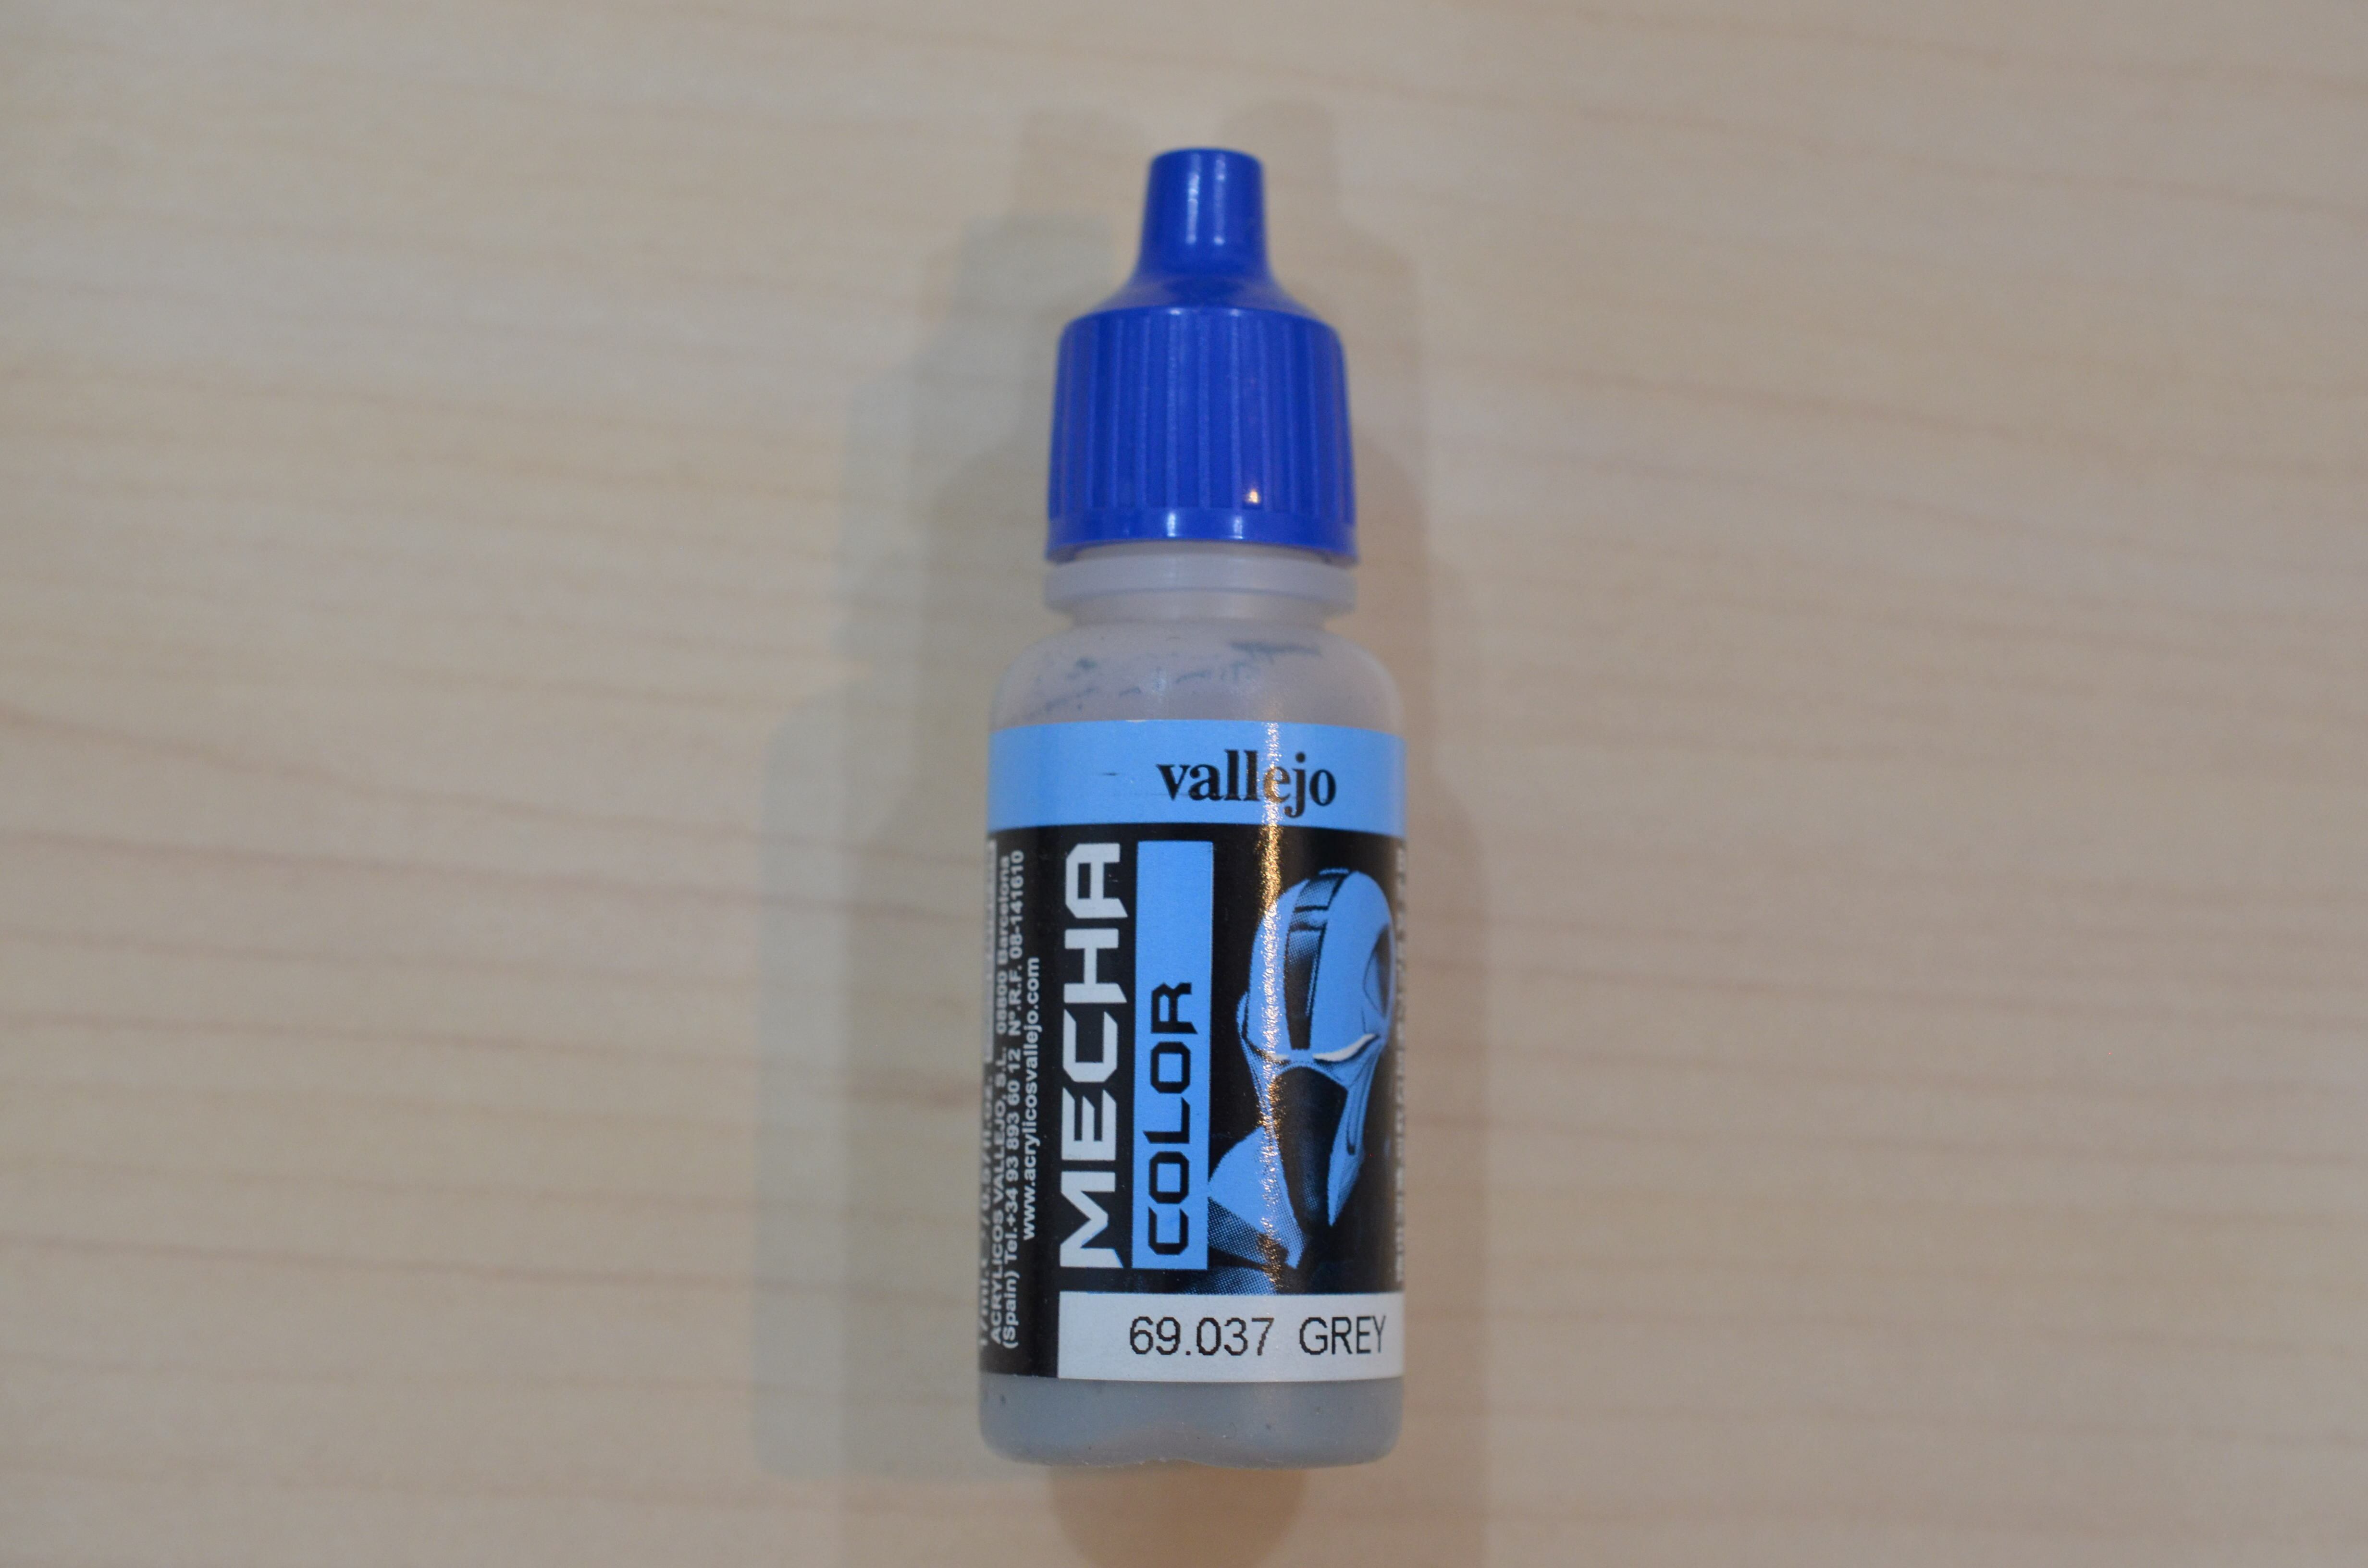 vallejo
MECHA
COLOR
69.037 GREY
ACRYLICOS VALLEJO, S.L. 08800 Barcelona
(Spain) Tel.+34 93 893 60 12 Nº.R.F. 08-141610
www.acrylicosvallejo.com